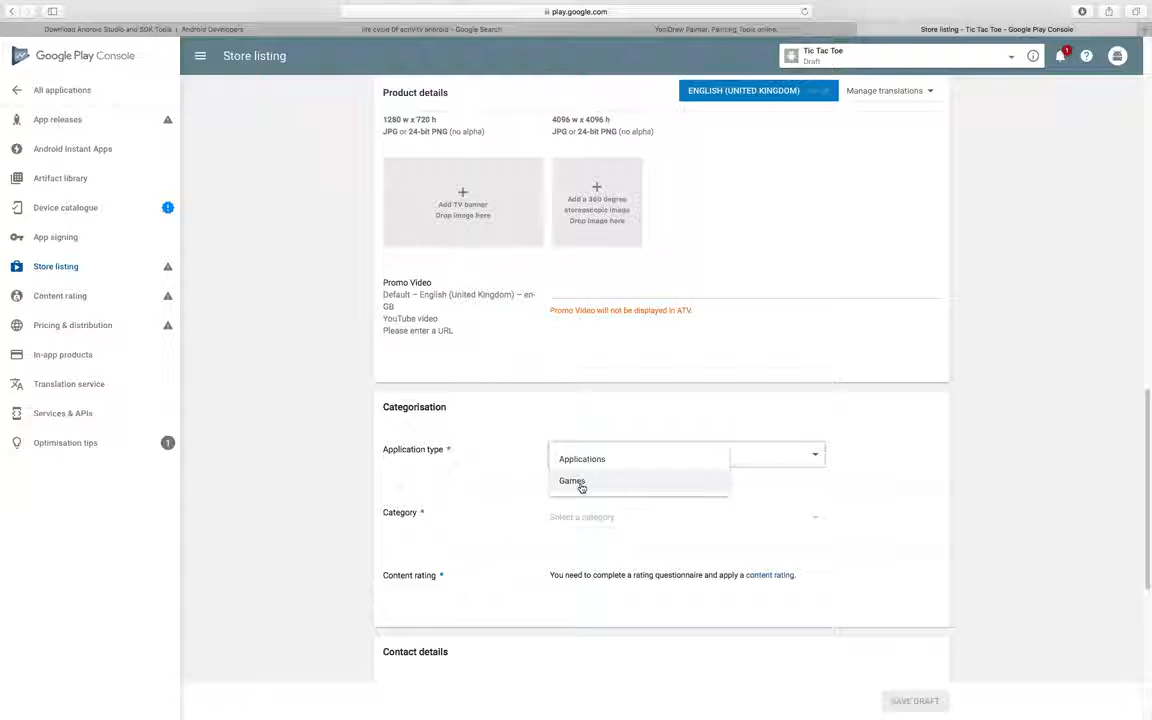 play.google.com
Download Android Studio and SDK Tools | Android Developers
life cycle of activity android - Google Search
YouiDraw Painter, Painting Tools online.
Store listing - Tic Tac Toe - Google Play Console
Google Play Console
Store listing
Tic Tac Toe
Draft
1
All applications
App releases
Android Instant Apps
Artifact library
Device catalogue
App signing
Store listing
Content rating
Pricing & distribution
In-app products
Translation service
Services & APIs
Optimisation tips
1
Product details
ENGLISH (UNITED KINGDOM)
Manage translations
1280 w x 720 h
JPG or 24-bit PNG (no alpha)
4096 w x 4096 h
JPG or 24-bit PNG (no alpha)
Add TV banner
Drop image here
Add a 360 degree
stereoscopic image
Drop image here
Promo Video
Default – English (United Kingdom) – en-
GB
YouTube video
Please enter a URL
Promo Video will not be displayed in ATV.
Categorisation
Application type *
Applications
Games
Category *
Select a category
Content rating *
You need to complete a rating questionnaire and apply a content rating.
Contact details
SAVE DRAFT